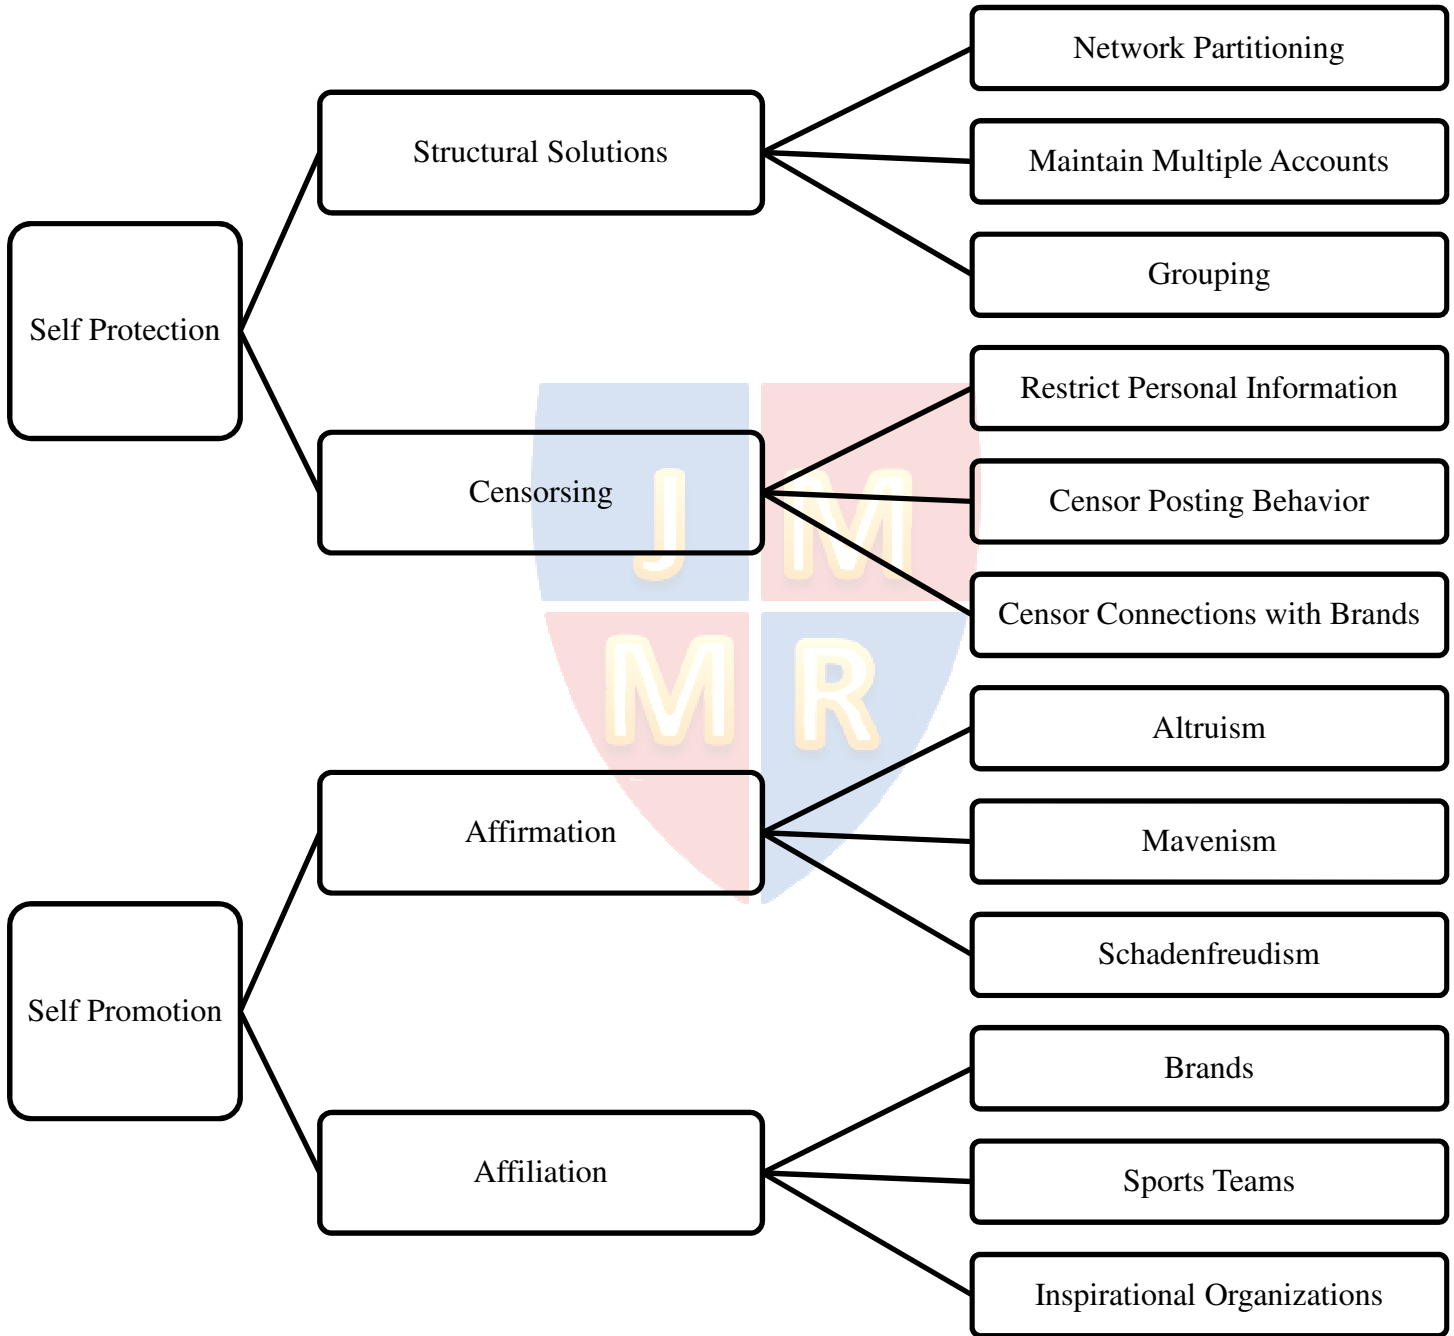 Self Protection
Structural Solutions
Network Partitioning
Maintain Multiple Accounts
Grouping
Censorsing
Restrict Personal Information
Censor Posting Behavior
Censor Connections with Brands
Self Promotion
Affirmation
Altruism
Mavenism
Schadenfreudism
Affiliation
Brands
Sports Teams
Inspirational Organizations
J M
M R